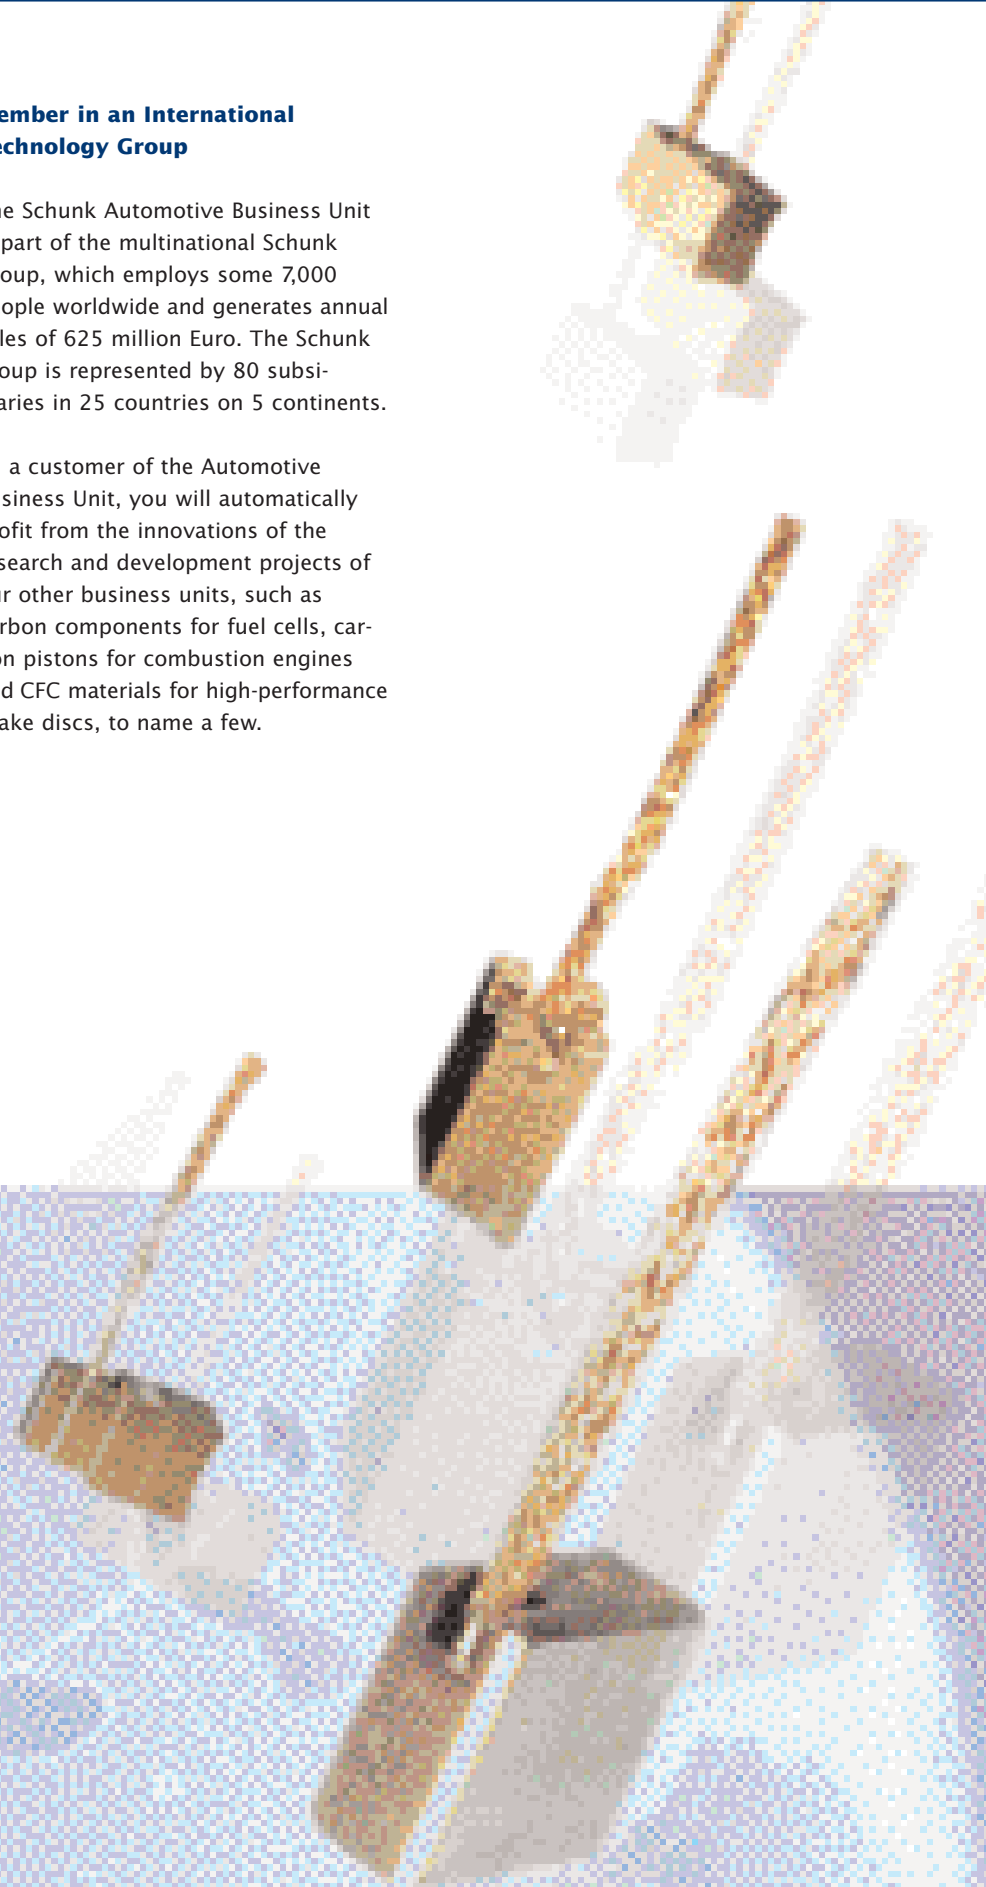 ember in an International
echnology Group
e Schunk Automotive Business Unit
part of the multinational Schunk
oup, which employs some 7,000
ople worldwide and generates annual
les of 625 million Euro. The Schunk
oup is represented by 80 subsi-
aries in 25 countries on 5 continents.
a customer of the Automotive
siness Unit, you will automatically
ofit from the innovations of the
search and development projects of
r other business units, such as
rbon components for fuel cells, car-
n pistons for combustion engines
d CFC materials for high-performance
ake discs, to name a few.